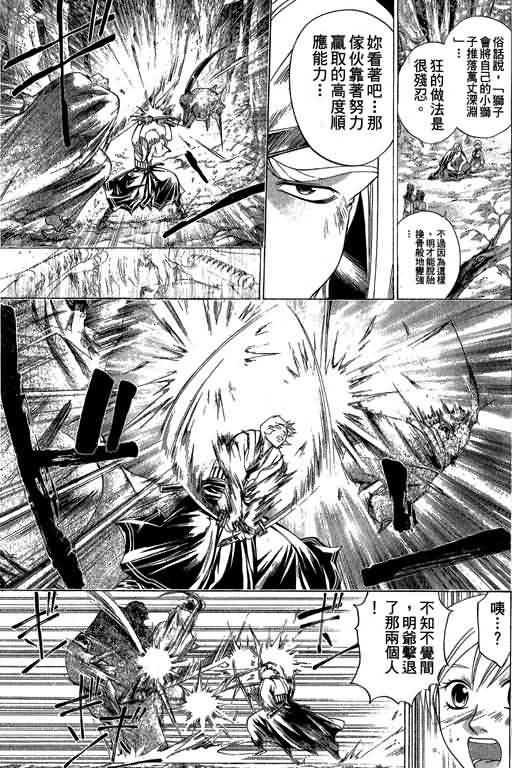 俗話說，「獅子
會將自己的小獅
子推落萬丈深淵
」…
狂的做法是
很殘忍。
不過因為這樣
，明才能脫胎
換骨般地變強
…
妳看著吧…那
傢伙靠著努力
贏取的高度順
應能力…
咦…?
不知不覺間
，明爺擊退
了那兩個人
！